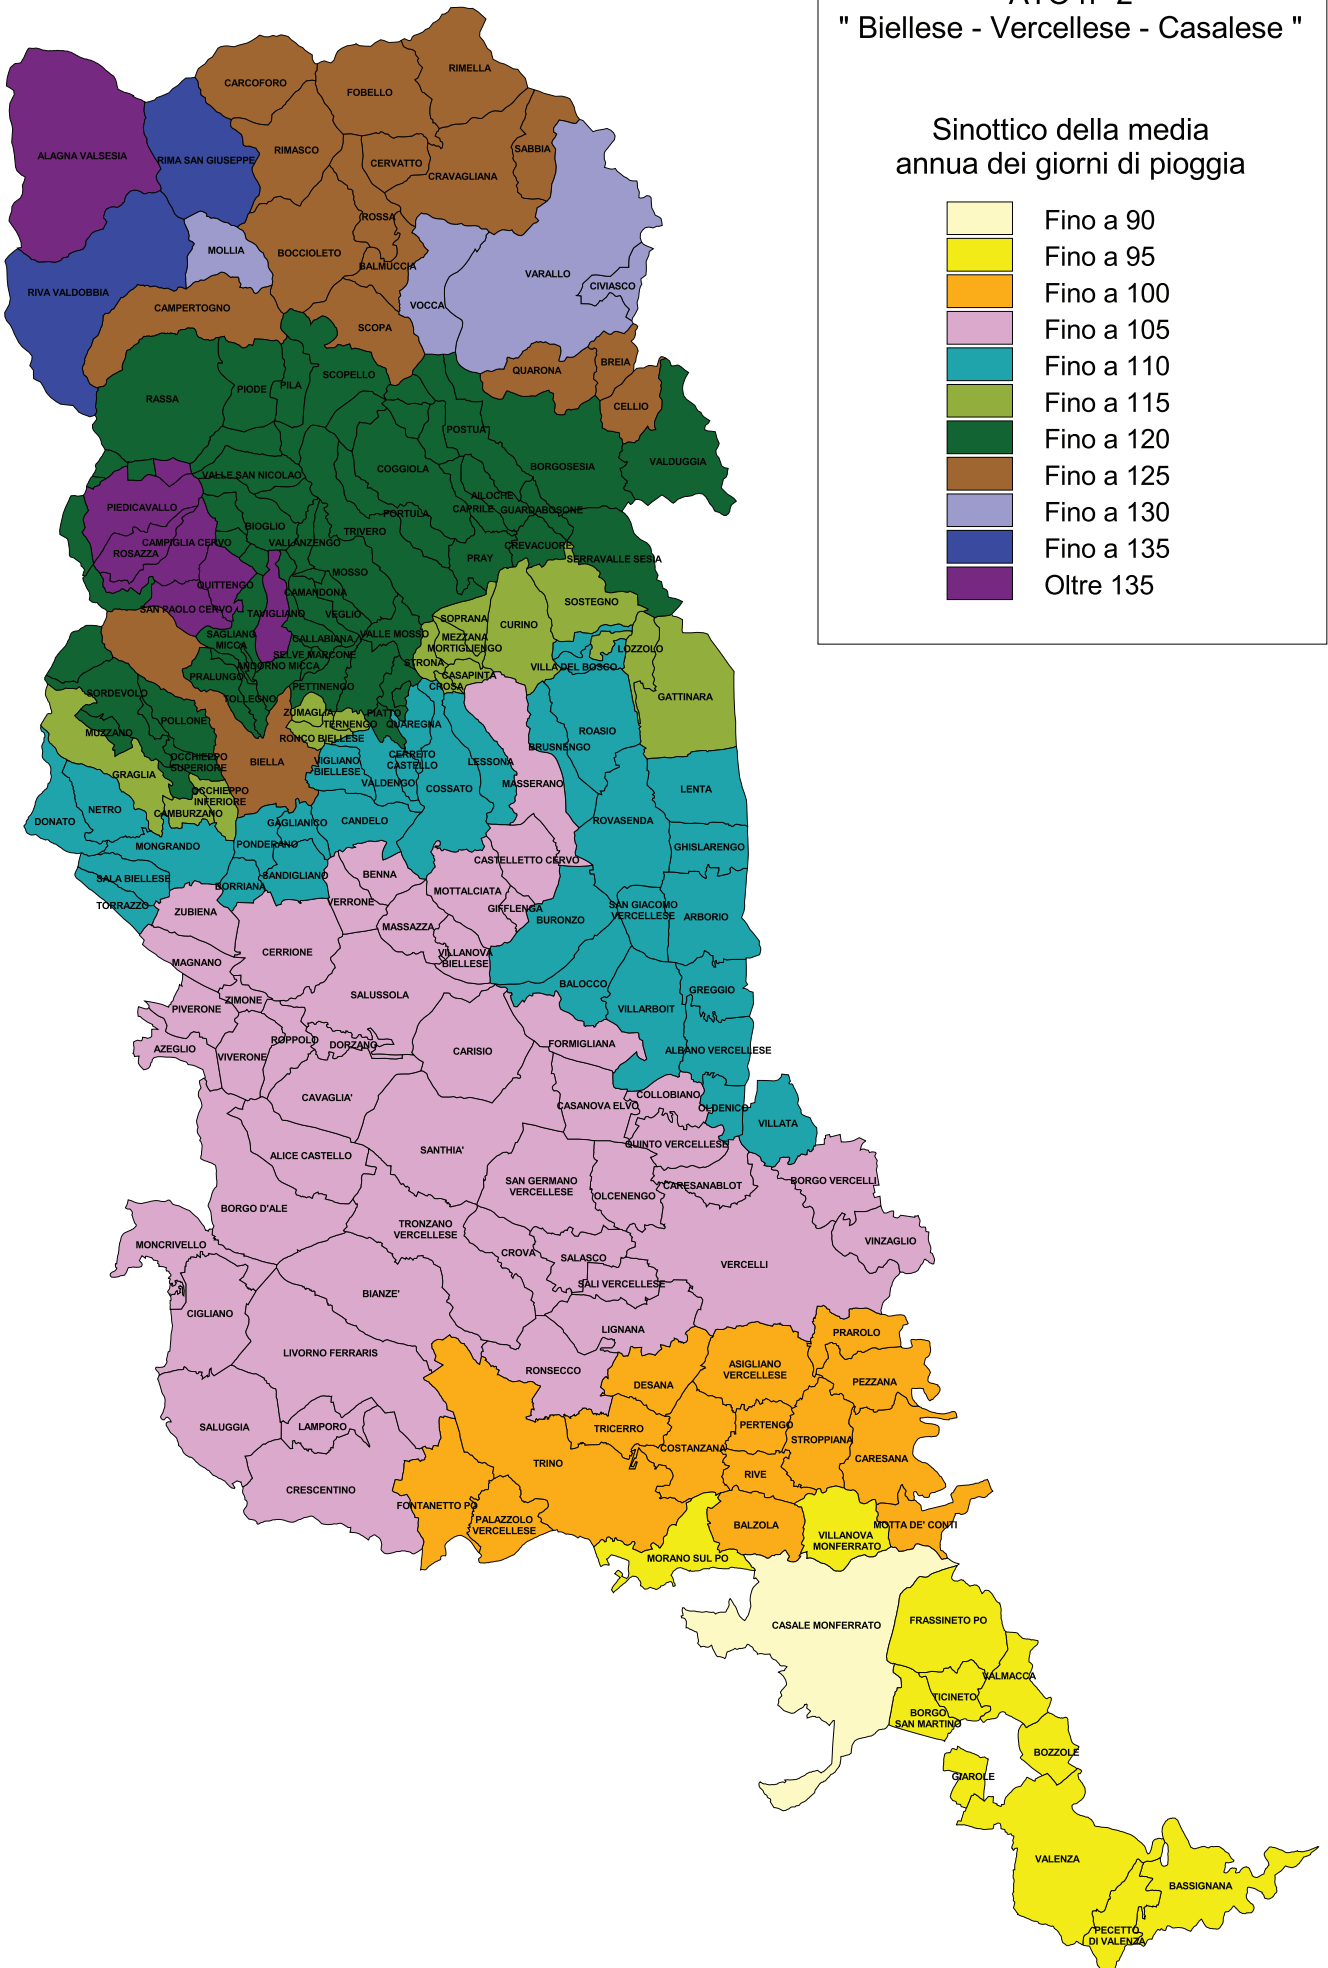 " Biellese - Vercellese - Casalese "
Sinottico della media
annua dei giorni di pioggia
Fino a 90
Fino a 95
Fino a 100
Fino a 105
Fino a 110
Fino a 115
Fino a 120
Fino a 125
Fino a 130
Fino a 135
Oltre 135
RIMELLA
CARCOFORO
FOBELLO
SABBIA
RIMASCO
ALAGNA VALSESIA
RIMA SAN GIUSEPPE
CERVATTO
CRAVAGLIANA
ROSSA
MOLLIA
BOCCIOLETO
BALMUCCIA
VARALLO
CIVIASCO
RIVA VALDOBBIA
VOCCA
CAMPERTOGNO
SCOPA
BREIA
QUARONA
SCOPELLO
PILA
PIODE
RASSA
CELLIO
POSTUA
VALDUGGIA
BORGOSESIA
COGGIOLA
VALLE SAN NICOLAO
AILOCHE
PIEDICAVALLO
CAPRILE
GUARDABOSONE
PORTULA
BIOGLIO
TRIVERO
CAMPIGLIA CERVO
VALLANZENGO
CREVACUORE
ROSAZZA
PRAY
SERRAVALLE SESIA
MOSSO
QUITTENGO
CAMANDONA
SOSTEGNO
SAN PAOLO CERVO
TAVIGLIANO
VEGLIO
SOPRANA
CURINO
SAGLIANO
MICCA
CALLABIANA
VALLE MOSSO
MEZZANA
MORTIGLIENGO
LOZZOLO
SELVE MARCONE
STRONA
ANDORNO MICCA
VILLA DEL BOSCO
PRALUNGO
CASAPINTA
PETTINENGO
CROSA
SORDEVOLO
TOLLEGNO
GATTINARA
ZUMAGLIA
PIATTO
POLLONE
TERNENGO
QUAREGNA
MUZZANO
RONCO BIELLESE
ROASIO
BRUSNENGO
OCCHIEPPO
SUPERIORE
BIELLA
VIGLIANO
BIELLESE
CERRETO
CASTELLO
LESSONA
GRAGLIA
VALDENGO
MASSERANO
COSSATO
LENTA
OCCHIEPPO
INFERIORE
NETRO
CAMBURZANO
DONATO
GAGLIANICO
CANDELO
ROVASENDA
MONGRANDO
PONDERANO
GHISLARENGO
CASTELLETTO CERVO
SALA BIELLESE
SANDIGLIANO
BENNA
BORRIANA
MOTTALCIATA
TORRAZZO
VERRONE
GIFFLENGA
SAN GIACOMO
VERCELLESE
ZUBIENA
ARBORIO
BURONZO
MASSAZZA
CERRIONE
VILLANOVA
BIELLESE
MAGNANO
BALOCCO
GREGGIO
SALUSSOLA
ZIMONE
PIVERONE
VILLARBOIT
ROPPOLO
DORZANO
FORMIGLIANA
AZEGLIO
CARISIO
ALBANO VERCELLESE
VIVERONE
CAVAGLIA'
COLLOBIANO
CASANOVA ELVO
OLDENICO
VILLATA
QUINTO VERCELLESE
SANTHIA'
ALICE CASTELLO
SAN GERMANO
VERCELLESE
CARESANABLOT
BORGO VERCELLI
OLCENENGO
BORGO D'ALE
TRONZANO
VERCELLESE
MONCRIVELLO
VINZAGLIO
CROVA
SALASCO
VERCELLI
SALI VERCELLESE
BIANZE'
CIGLIANO
LIGNANA
PRAROLO
LIVORNO FERRARIS
ASIGLIANO
VERCELLESE
RONSECCO
PEZZANA
DESANA
SALUGGIA
LAMPORO
TRICERRO
PERTENGO
STROPPIANA
COSTANZANA
CARESANA
TRINO
RIVE
CRESCENTINO
FONTANETTO PO
PALAZZOLO
VERCELLESE
BALZOLA
MOTTA DE' CONTI
VILLANOVA
MONFERRATO
MORANO SUL PO
CASALE MONFERRATO
FRASSINETO PO
VALMACCA
TICINETO
BORGO
SAN MARTINO
BOZZOLE
GIAROLE
VALENZA
BASSIGNANA
PECETTO
DI VALENZA